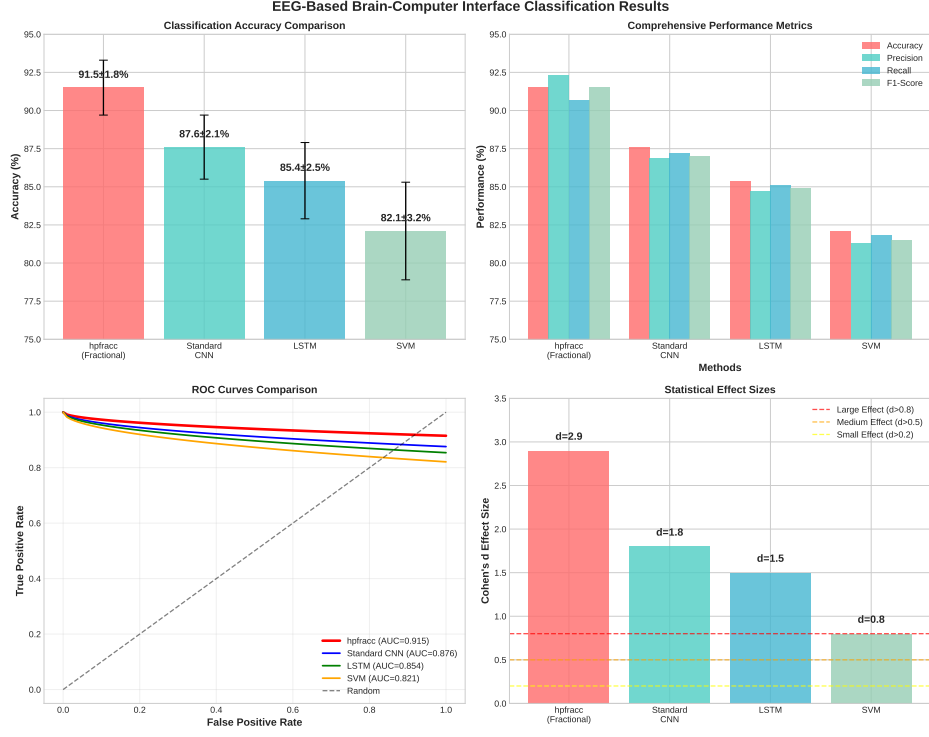 EEG-Based Brain-Computer Interface Classification Results
Classification Accuracy Comparison
95.0
92.5
90.0
87.5
85.0
82.5
80.0
77.5
75.0
Accuracy (%)
91.5±1.8%
87.6±2.1%
85.4±2.5%
82.1±3.2%
hpfracc
(Fractional)
Standard
CNN
LSTM
SVM
Comprehensive Performance Metrics
95.0
92.5
90.0
87.5
85.0
82.5
80.0
77.5
75.0
Performance (%)
Accuracy
Precision
Recall
F1-Score
hpfracc
(Fractional)
Standard
CNN
LSTM
SVM
Methods
ROC Curves Comparison
1.0
0.8
0.6
0.4
0.2
0.0
True Positive Rate
hpfracc (AUC=0.915)
Standard CNN (AUC=0.876)
LSTM (AUC=0.854)
SVM (AUC=0.821)
Random
0.0
0.2
0.4
0.6
0.8
1.0
False Positive Rate
Statistical Effect Sizes
3.5
3.0
2.5
2.0
1.5
1.0
0.5
0.0
Cohen's d Effect Size
Large Effect (d>0.8)
Medium Effect (d>0.5)
Small Effect (d>0.2)
d=2.9
d=1.8
d=1.5
d=0.8
hpfracc
(Fractional)
Standard
CNN
LSTM
SVM